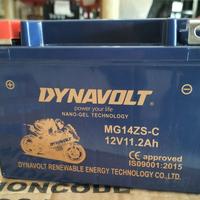 DYNAVOLT
power your life
NANO-GEL TECHNOLOGY
MG14ZS-C
12V11.2Ah
CE approved
IS09001:2015
DYNAVOLT RENEWABLE ENERGY TECHNOLOGY CO., LTD.